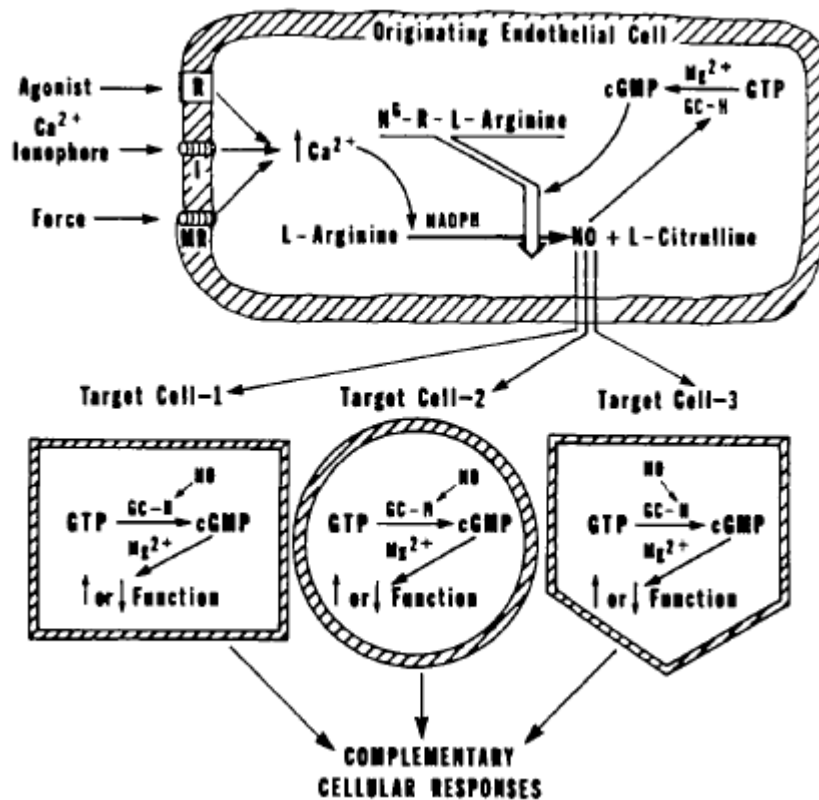 Originating Endothelial Cell
Agonist
R
Ca2+
Ionophore
I
Force
MR
↑Ca2+
NG-R-L-Arginine
cGMP
Mg2+
GC-H
GTP
L-Arginine
NADPH
NO + L-Citrulline
Target Cell-1
Target Cell-2
Target Cell-3
NO
GTP
GC-H
cGMP
Mg2+
↑ or ↓ Function
NO
GTP
GC-H
cGMP
Mg2+
↑ or ↓ Function
NO
GTP
GC-H
cGMP
Mg2+
↑ or ↓ Function
COMPLEMENTARY
CELLULAR RESPONSES